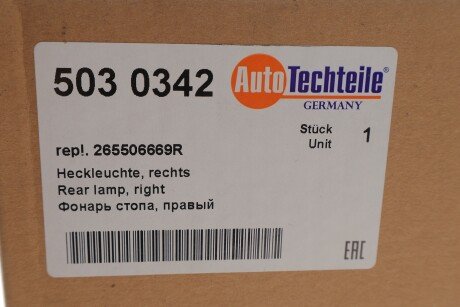 503 0342
AutoTechteile®
GERMANY
Stück
Unit 1
repl. 265506669R
Heckleuchte, rechts
Rear lamp, right
Фонарь стопа, правый
EAC